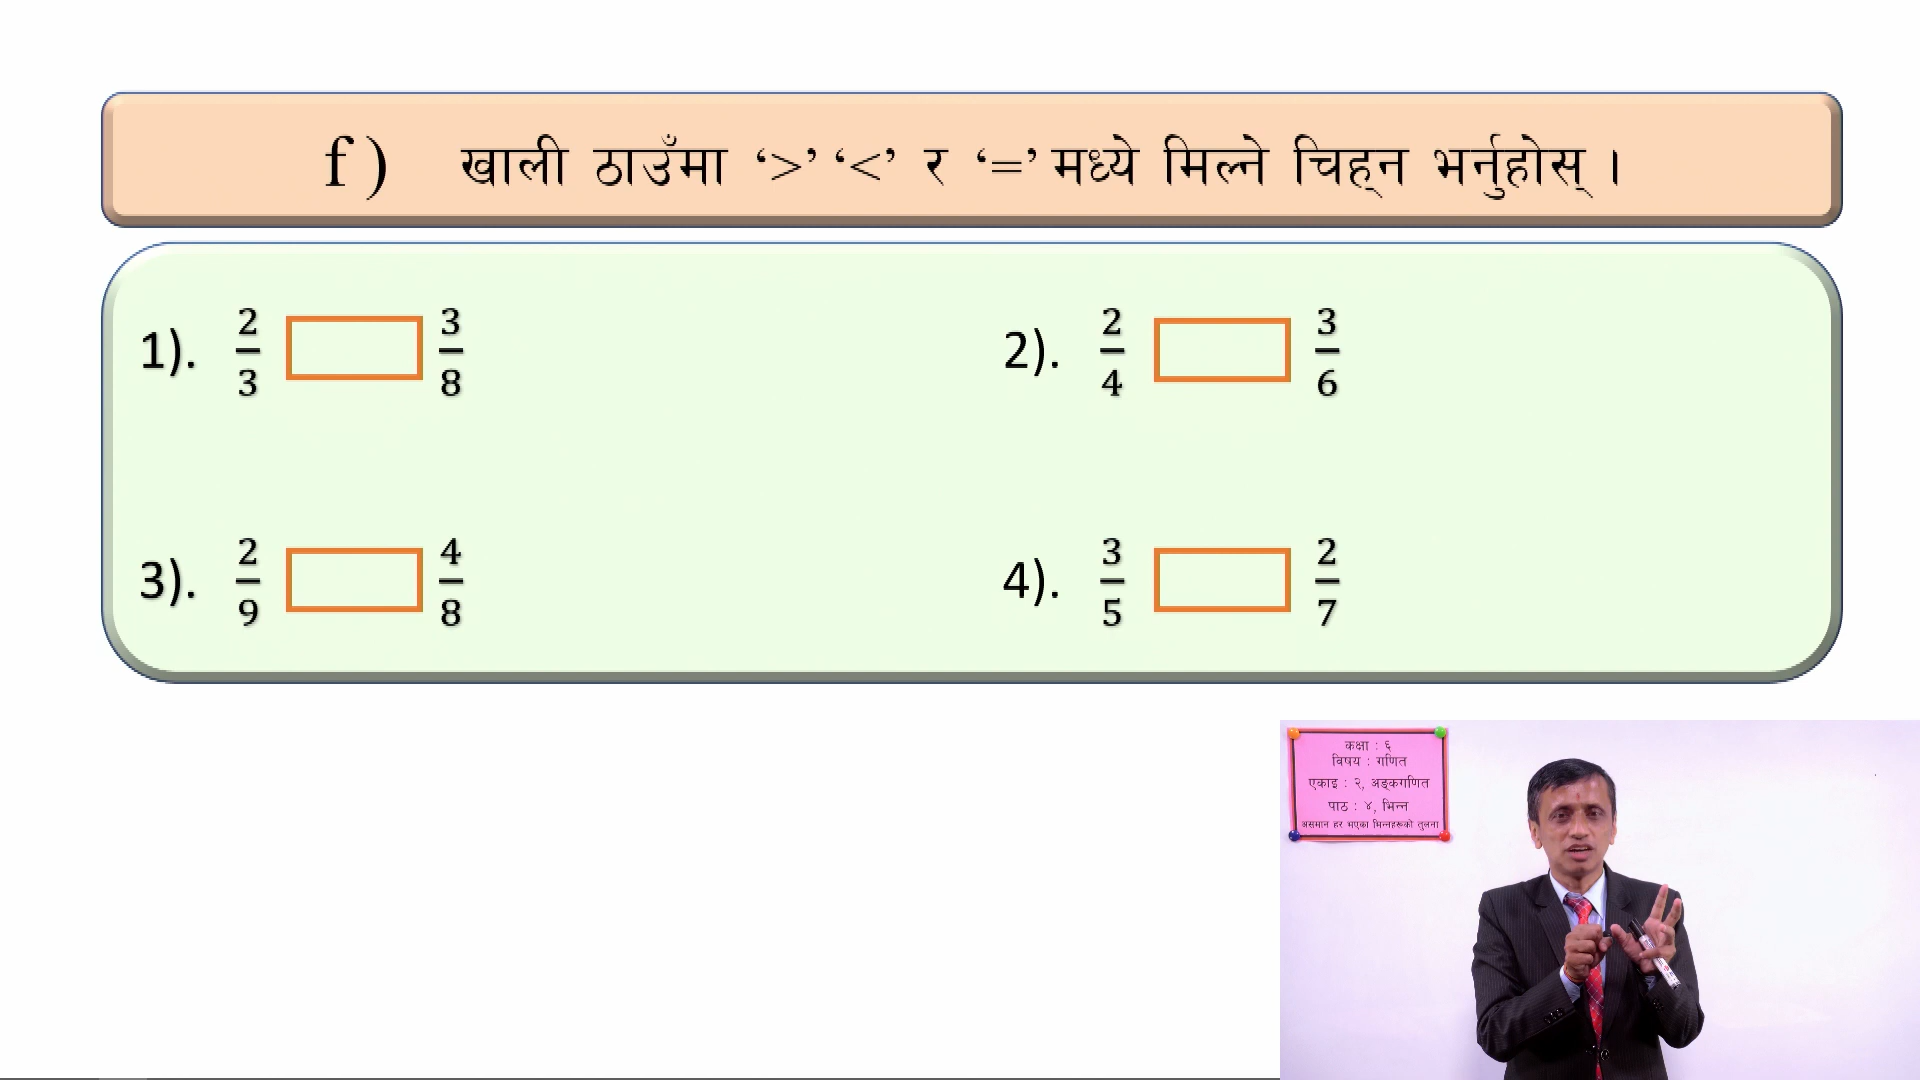 f )    खाली ठाउँमा ‘>’ ‘<’ र ‘=’ मध्ये मिल्ने चिह्‌न भर्नुहोस् ।
1). 2/3 3/8
2). 2/4 3/6
3). 2/9 4/8
4). 3/5 2/7
कक्षा : ६
विषय : गणित
एकाइ : २, अङ्कगणित
पाठ : ४, भिन्न
असमान हर भएका भिन्नहरूको तुलना